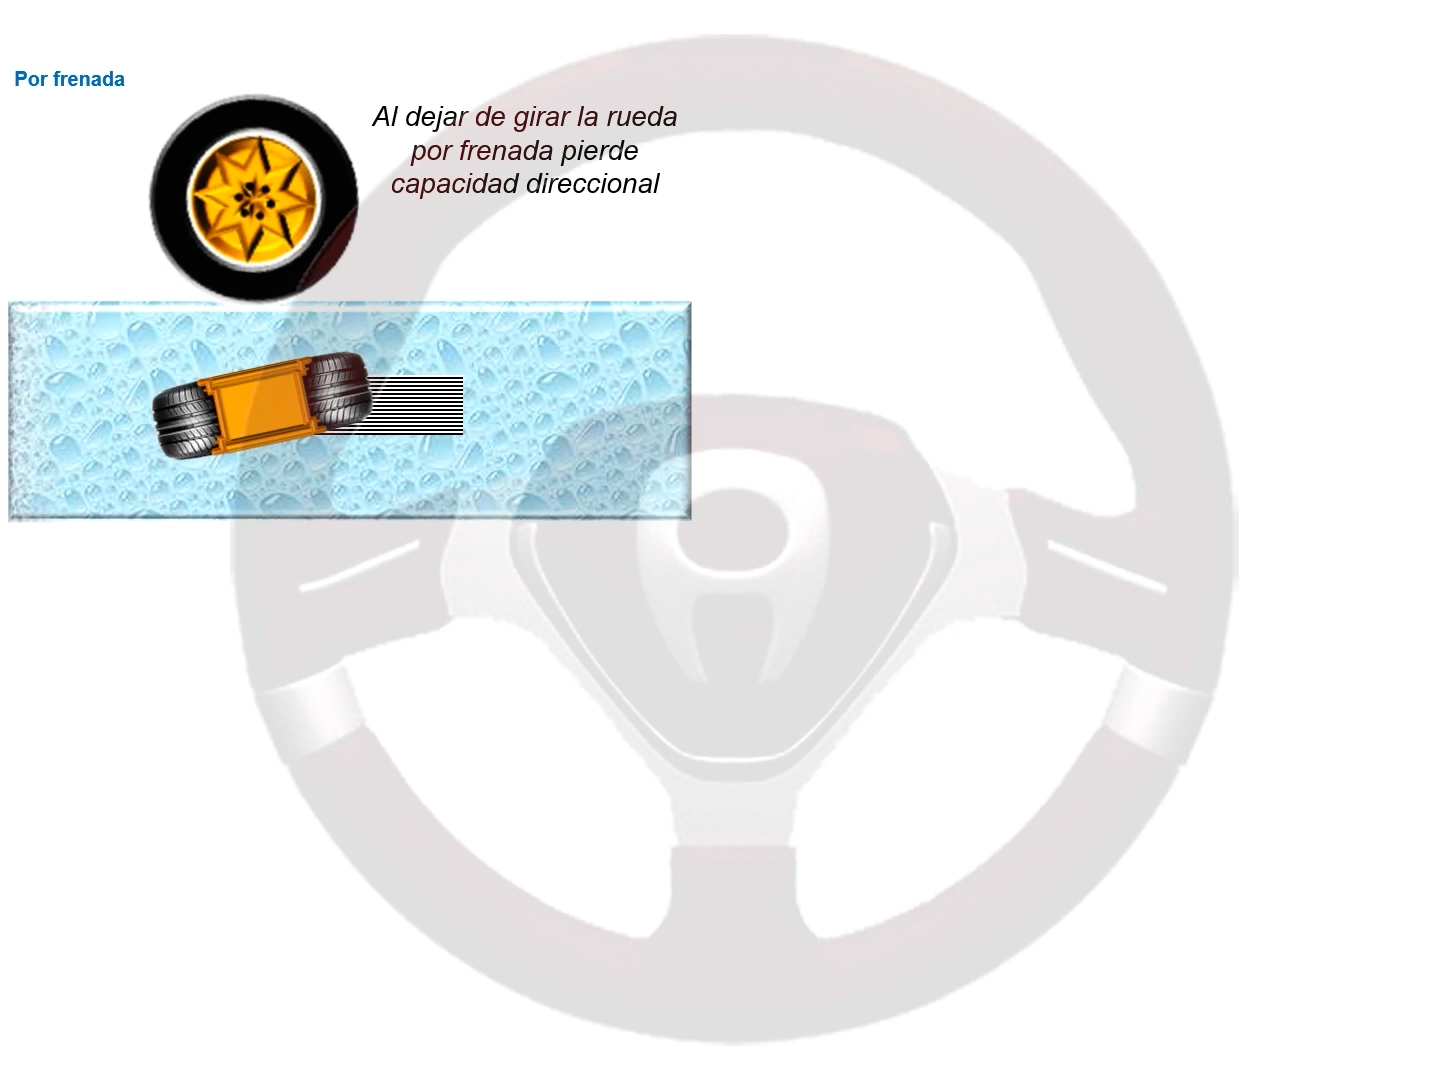 Por frenada
Al dejar de girar la rueda
por frenada pierde
capacidad direccional